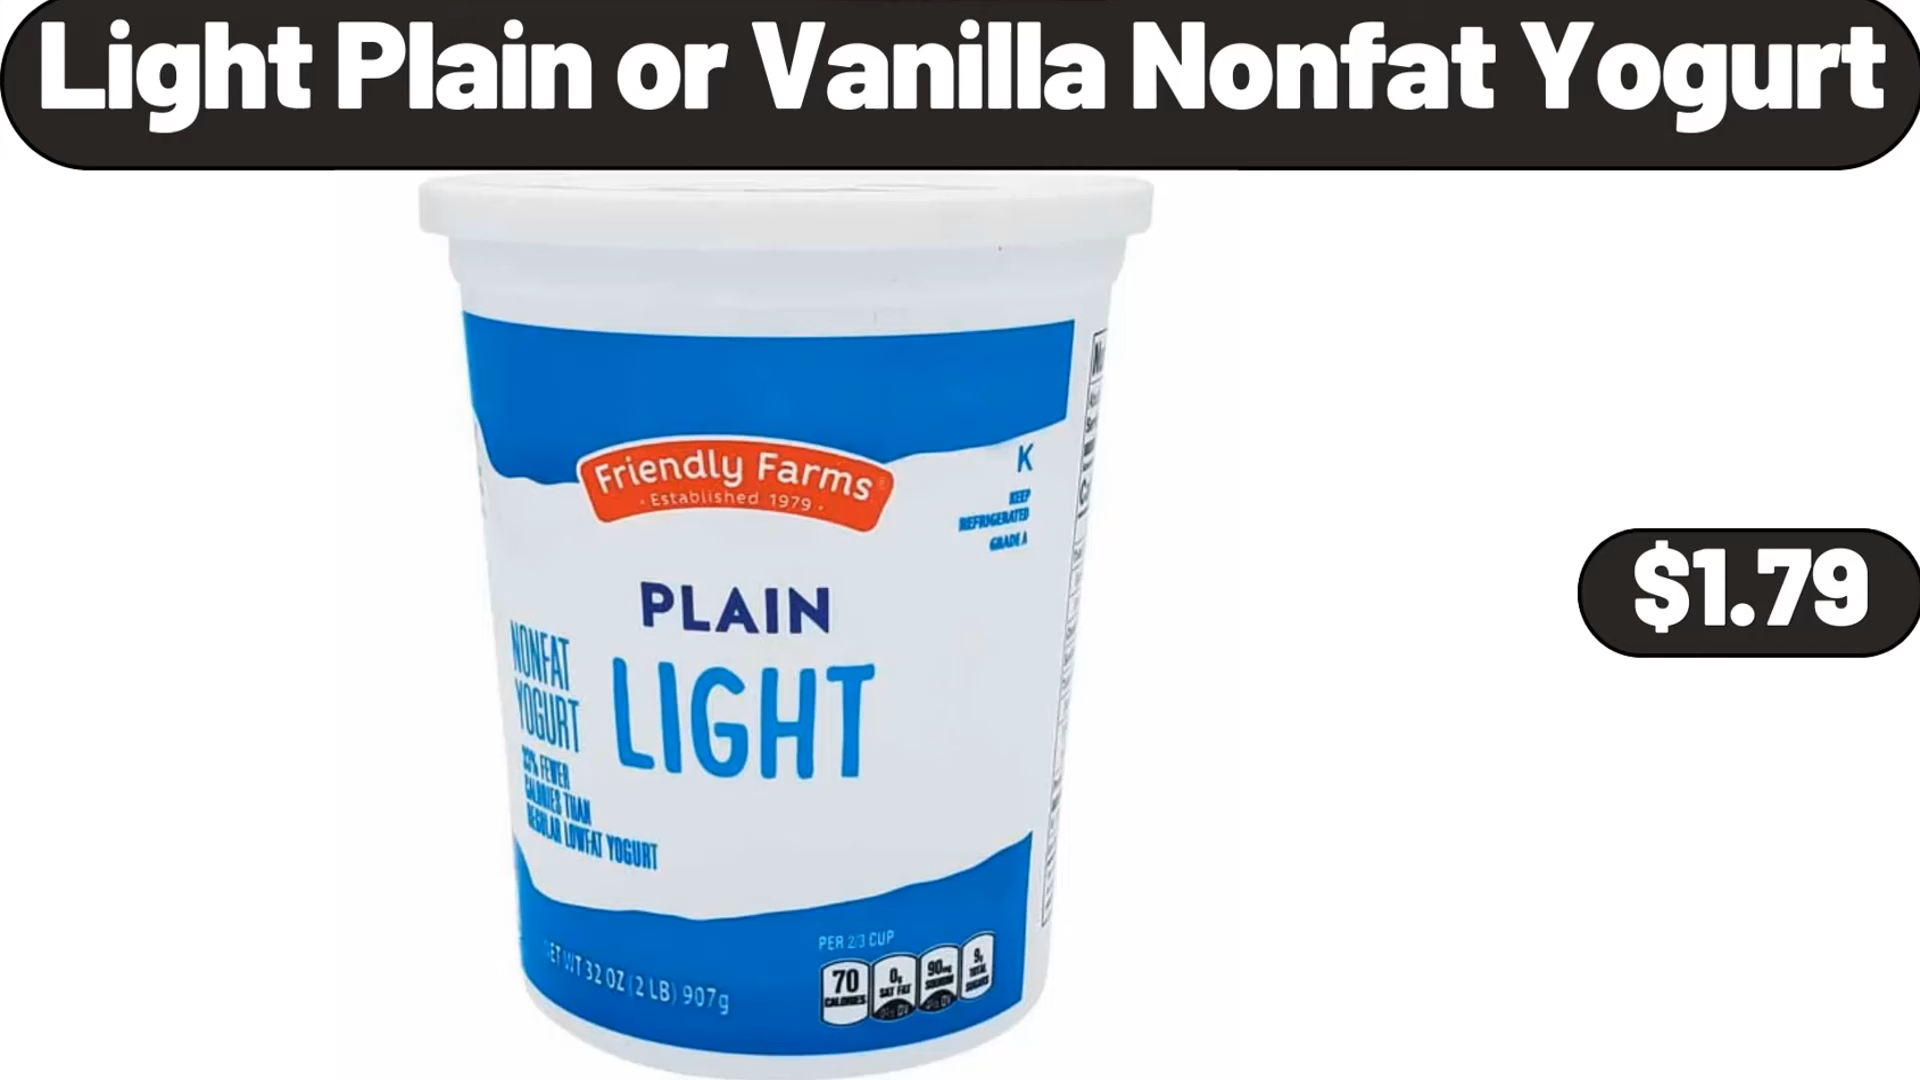 Light Plain or Vanilla Nonfat Yogurt
Friendly Farms
· Established 1979 ·
K
KEEP
REFRIGERATED
GRADE A
PLAIN
LIGHT
NONFAT
YOGURT
33% FEWER
CALORIES THAN
REGULAR LOWFAT YOGURT
$1.79
PER 2/3 CUP
70
CALORIES
0g
SAT FAT
90mg
SODIUM
9g
TOTAL
SUGARS
NET WT 32 OZ (2 LB) 907g